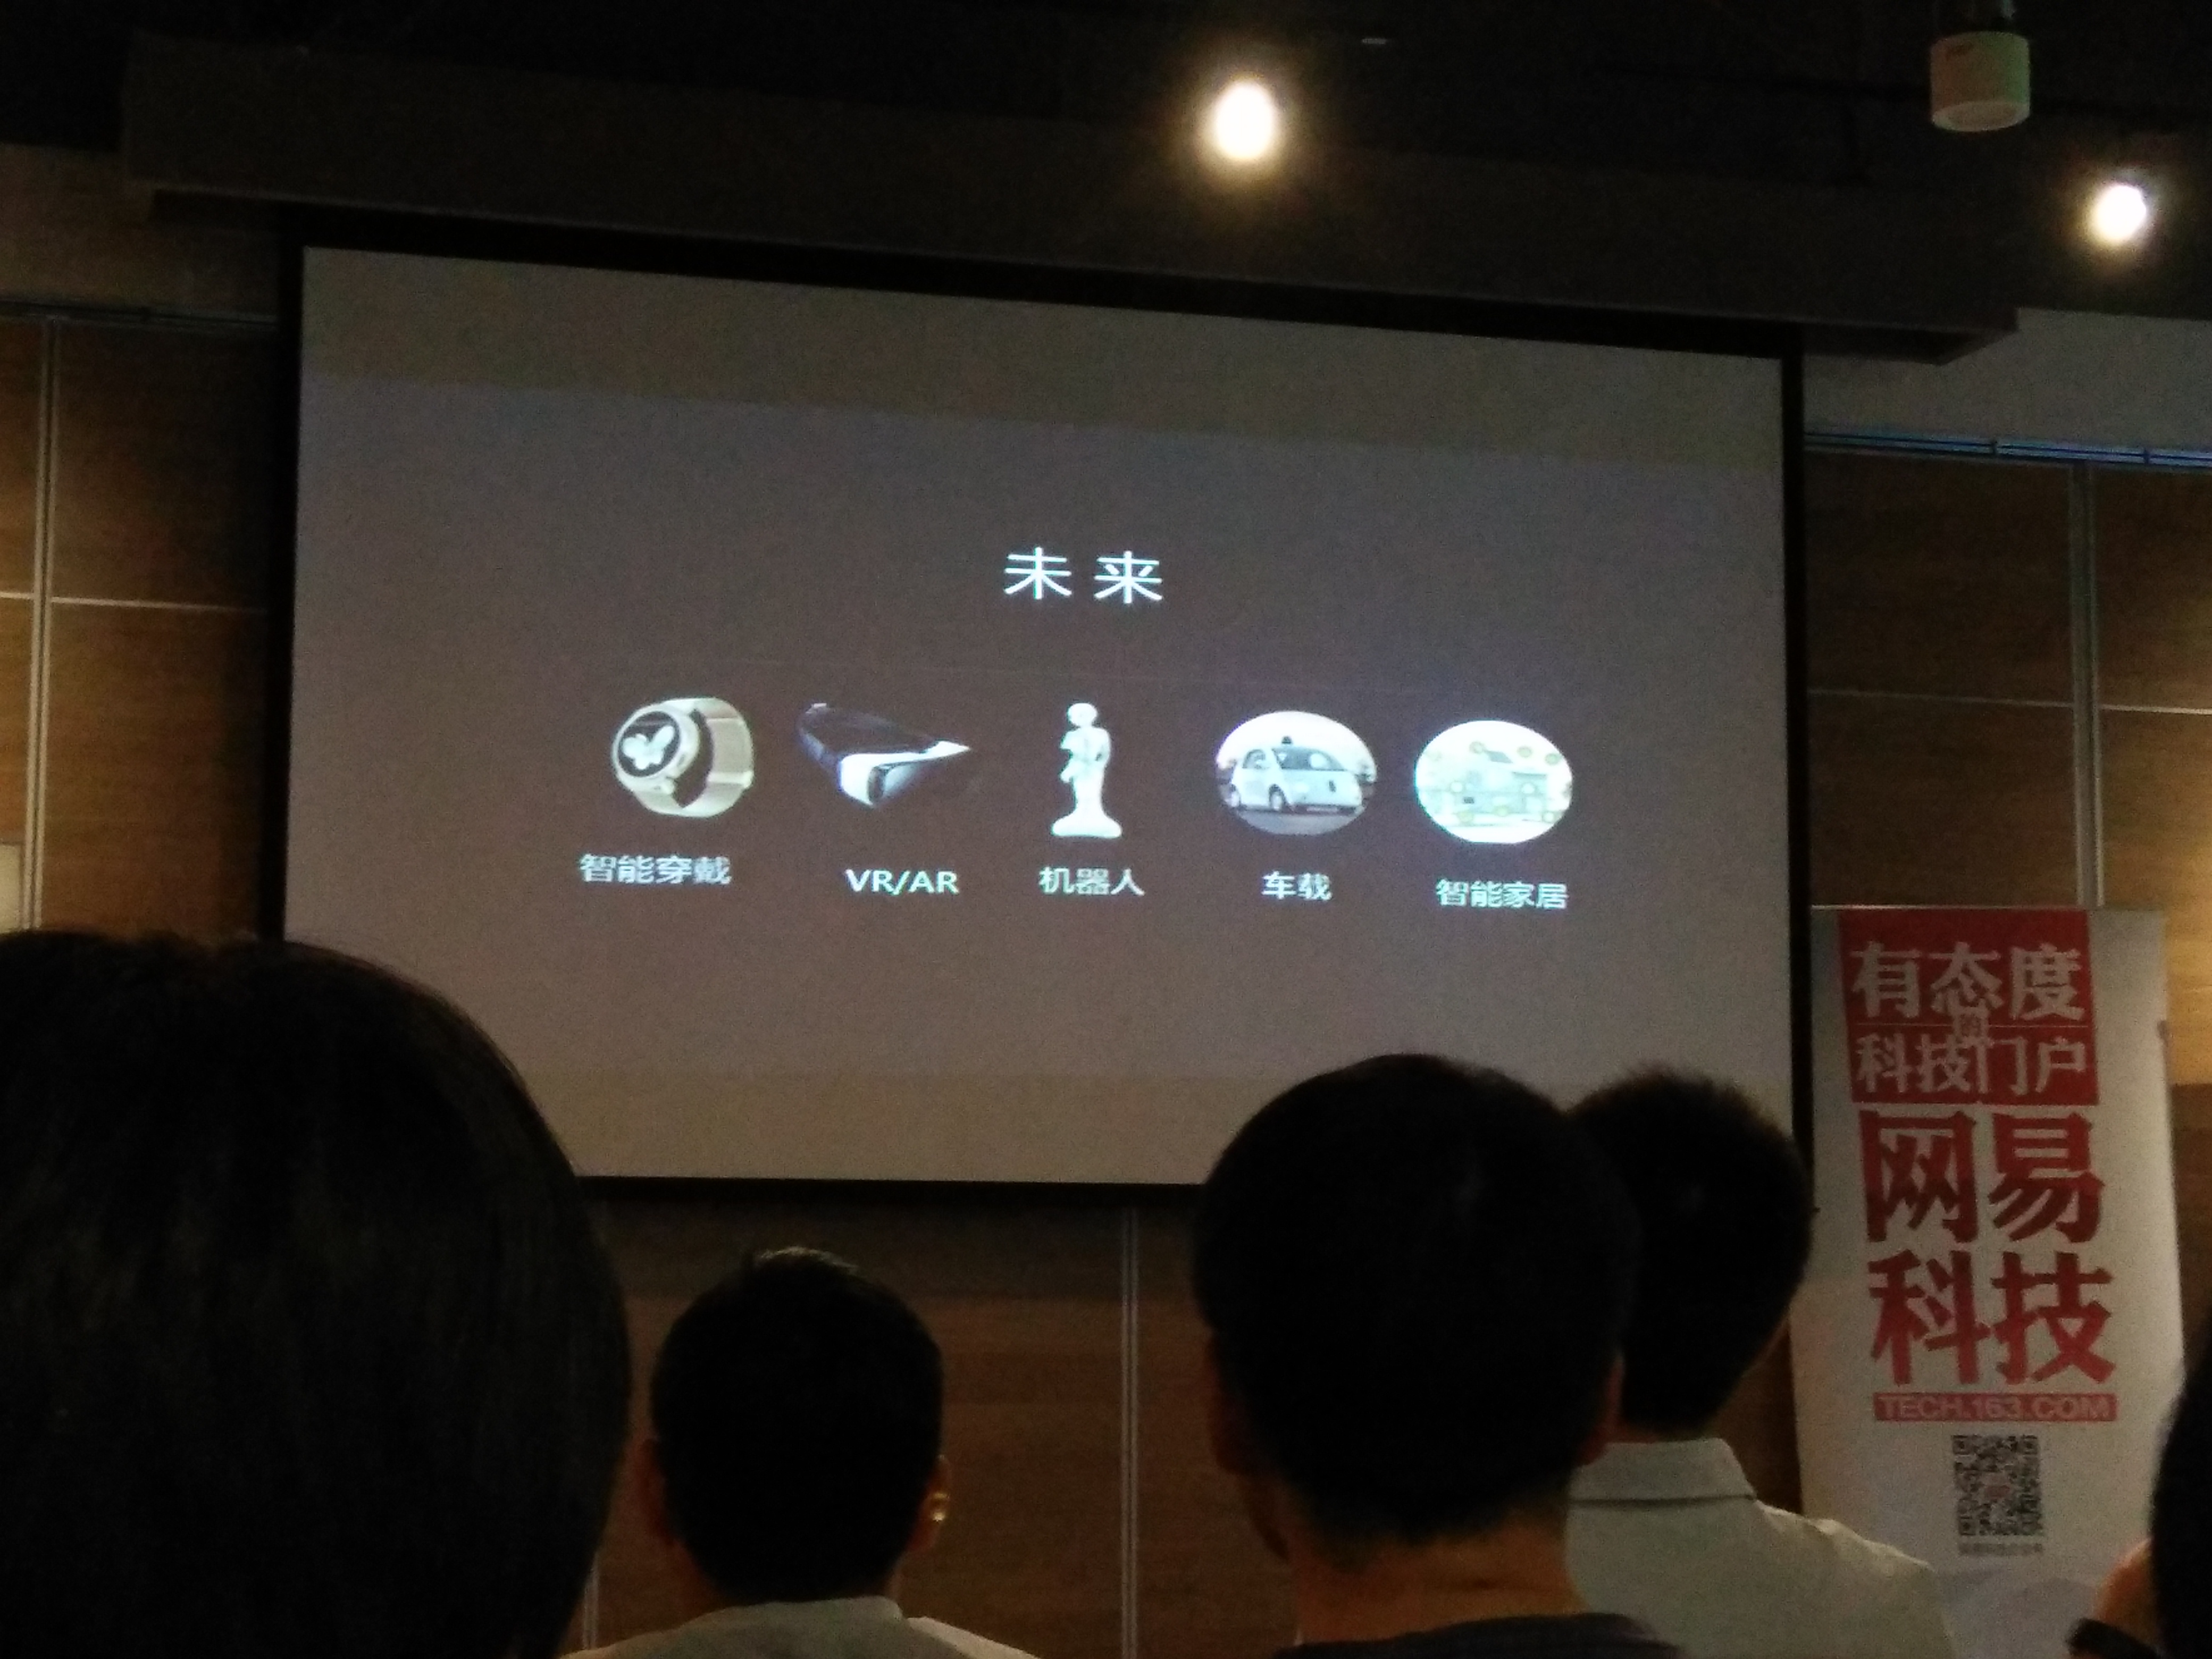 未来
智能穿戴
VR/AR
机器人
车载
智能家居
有态度
的
科技门户
网易
科技
TECH.163.COM